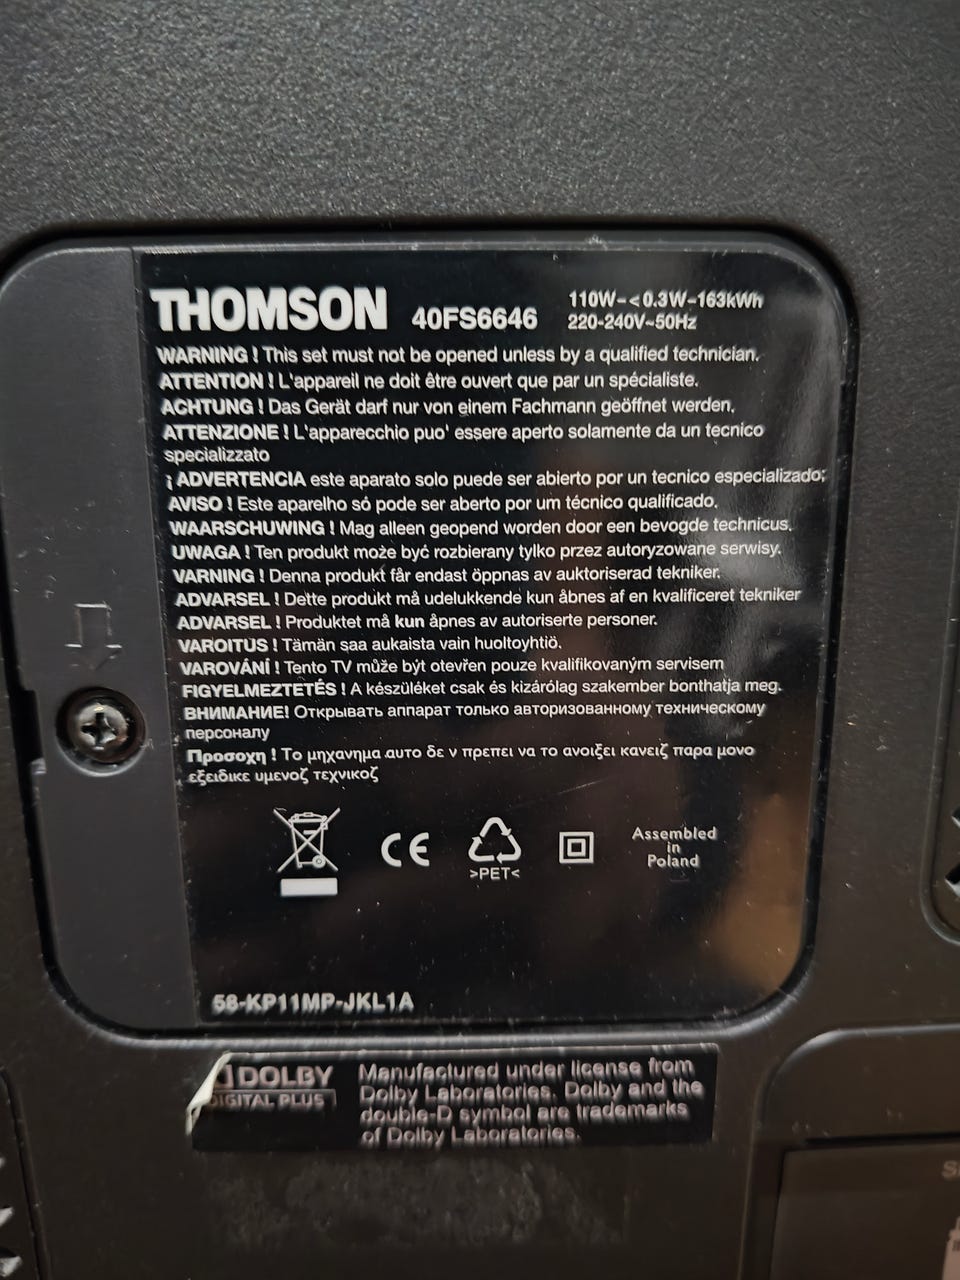 THOMSON 40FS6646 110W~<0.3W~163kWh
220-240V~50Hz
WARNING ! This set must not be opened unless by a qualified technician.
ATTENTION ! L'appareil ne doit être ouvert que par un spécialiste.
ACHTUNG ! Das Gerät darf nur von einem Fachmann geöffnet werden.
ATTENZIONE ! L'apparecchio puo' essere aperto solamente da un tecnico
specializzato
¡ ADVERTENCIA este aparato solo puede ser abierto por un tecnico especializado;
AVISO ! Este aparelho só pode ser aberto por um técnico qualificado.
WAARSCHUWING ! Mag alleen geopend worden door een bevogde technicus.
UWAGA ! Ten produkt może być rozbierany tylko przez autoryzowane serwisy.
VARNING ! Denna produkt får endast öppnas av auktoriserad tekniker.
ADVARSEL ! Dette produkt må udelukkende kun åbnes af en kvalificeret tekniker
ADVARSEL ! Produktet må kun åpnes av autoriserte personer.
VAROITUS ! Tämän saa aukaista vain huoltoyhtiö.
VAROVÁNÍ ! Tento TV může být otevřen pouze kvalifikovaným servisem
FIGYELMEZTETÉS ! A készüléket csak és kizárólag szakember bonthatja meg.
ВНИМАНИЕ! Открывать аппарат только авторизованному техническому
персоналу
Προσοχη ! Το μηχανημα αυτο δε ν πρεπει να το ανοιξει κανειζ παρα μονο
εξειδικε υμενοζ τεχνικοζ
CE >PET< Assembled
in
Poland
58-KP11MP-JKL1A
DOLBY
DIGITAL PLUS
Manufactured under license from
Dolby Laboratories. Dolby and the
double-D symbol are trademarks
of Dolby Laboratories.